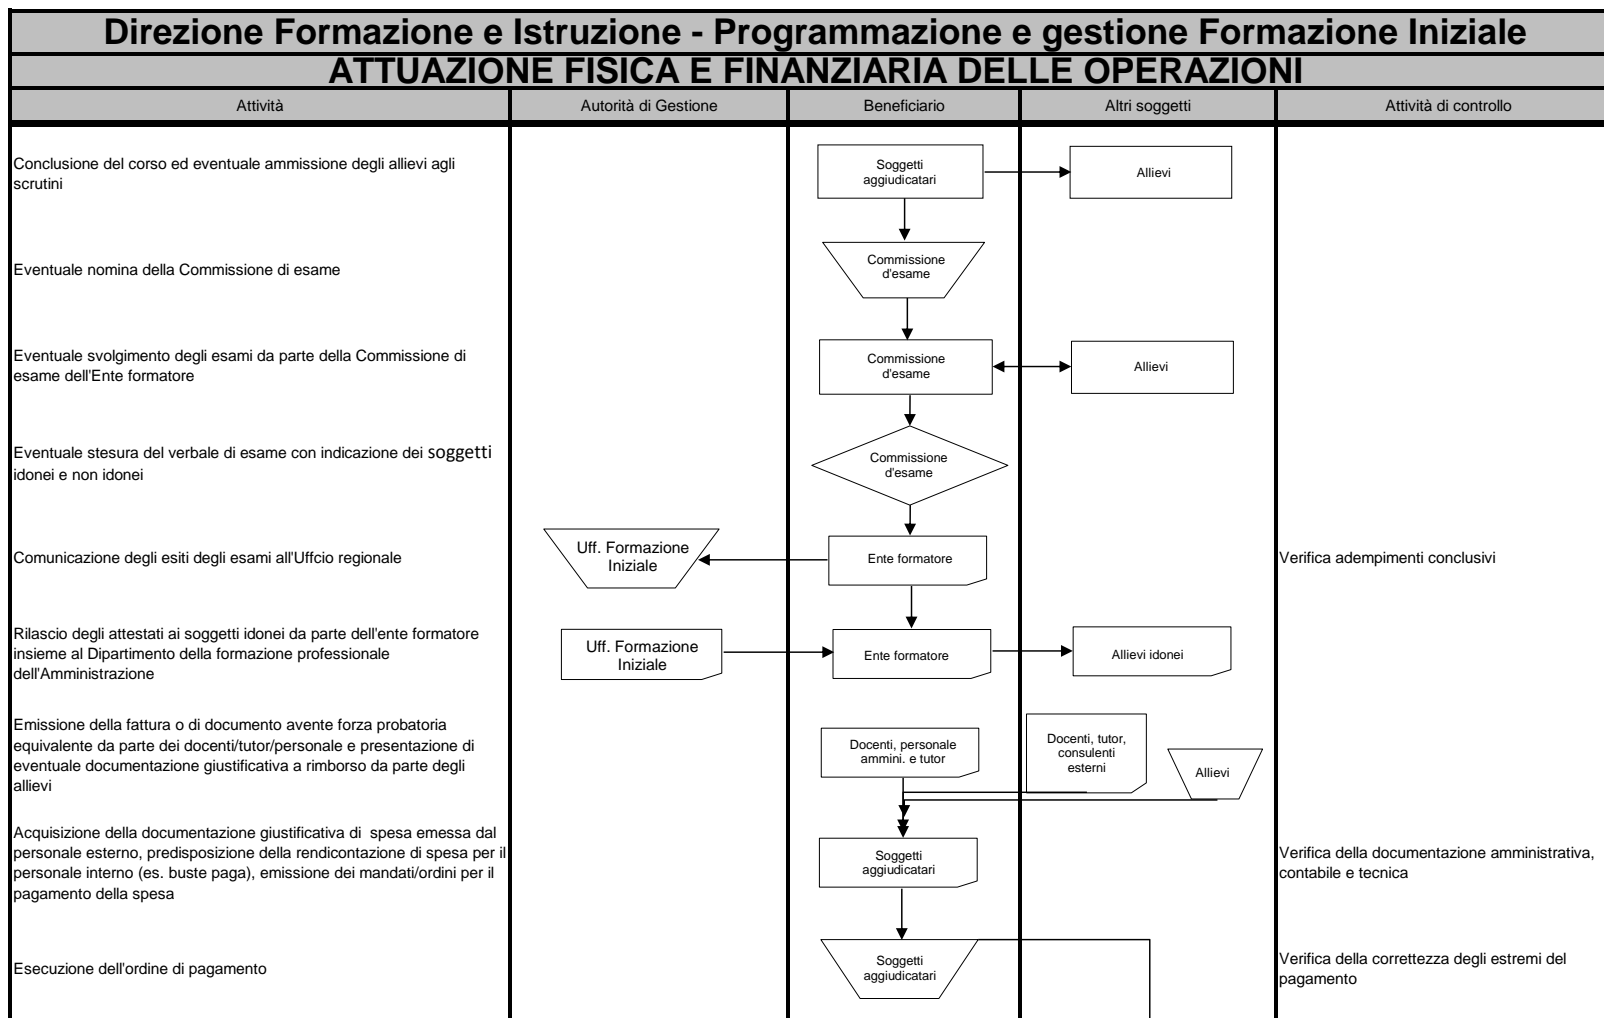 Direzione Formazione e Istruzione - Programmazione e gestione Formazione Iniziale
ATTUAZIONE FISICA E FINANZIARIA DELLE OPERAZIONI
Attività
Autorità di Gestione
Beneficiario
Altri soggetti
Attività di controllo
Conclusione del corso ed eventuale ammissione degli allievi agli
scrutini
Soggetti
aggiudicatari
Allievi
Eventuale nomina della Commissione di esame
Commissione
d'esame
Eventuale svolgimento degli esami da parte della Commissione di
esame dell'Ente formatore
Commissione
d'esame
Allievi
Eventuale stesura del verbale di esame con indicazione dei soggetti
idonei e non idonei
Commissione
d'esame
Comunicazione degli esiti degli esami all'Uffcio regionale
Uff. Formazione
Iniziale
Ente formatore
Verifica adempimenti conclusivi
Rilascio degli attestati ai soggetti idonei da parte dell'ente formatore
insieme al Dipartimento della formazione professionale
dell'Amministrazione
Uff. Formazione
Iniziale
Ente formatore
Allievi idonei
Emissione della fattura o di documento avente forza probatoria
equivalente da parte dei docenti/tutor/personale e presentazione di
eventuale documentazione giustificativa a rimborso da parte degli
allievi
Docenti, personale
ammini. e tutor
Docenti, tutor,
consulenti
esterni
Allievi
Acquisizione della documentazione giustificativa di  spesa emessa dal
personale esterno, predisposizione della rendicontazione di spesa per il
personale interno (es. buste paga), emissione dei mandati/ordini per il
pagamento della spesa
Soggetti
aggiudicatari
Verifica della documentazione amministrativa,
contabile e tecnica
Esecuzione dell'ordine di pagamento
Soggetti
aggiudicatari
Verifica della correttezza degli estremi del
pagamento